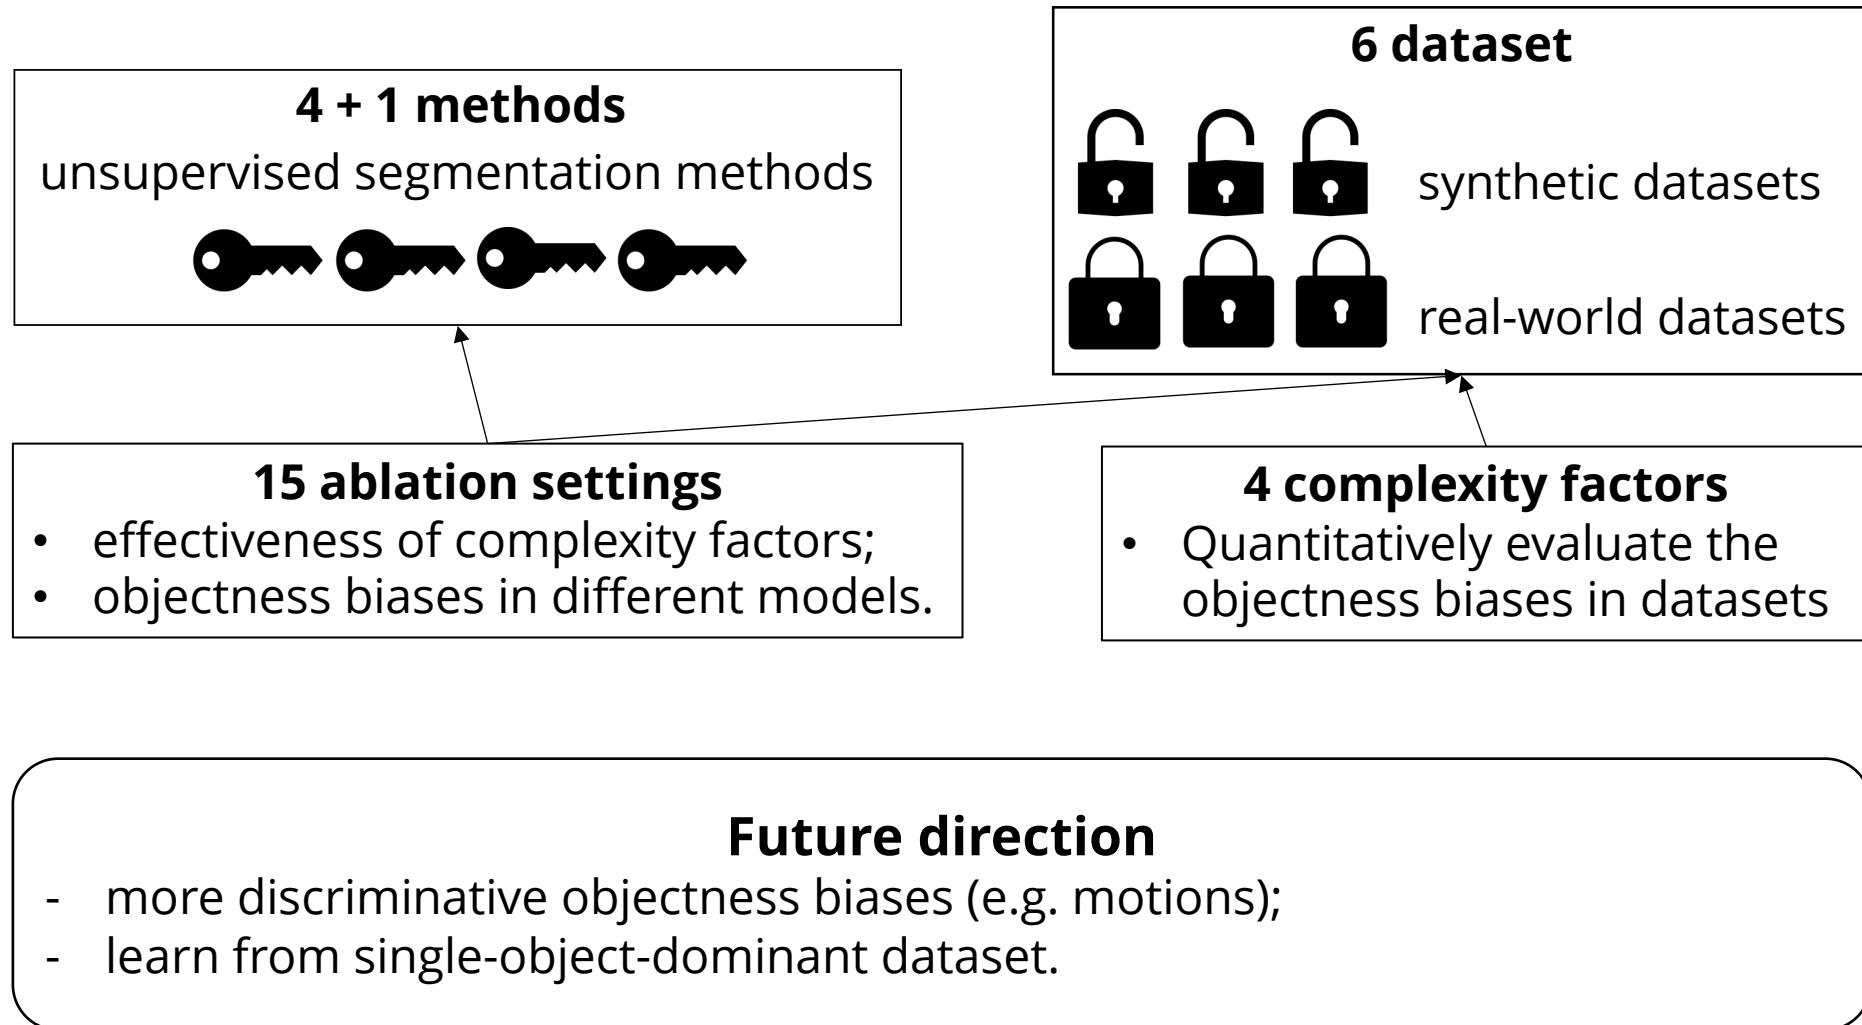 4 + 1 methods
unsupervised segmentation methods
6 dataset
synthetic datasets
real-world datasets
15 ablation settings
• effectiveness of complexity factors;
• objectness biases in different models.
4 complexity factors
• Quantitatively evaluate the
objectness biases in datasets
Future direction
- more discriminative objectness biases (e.g. motions);
- learn from single-object-dominant dataset.